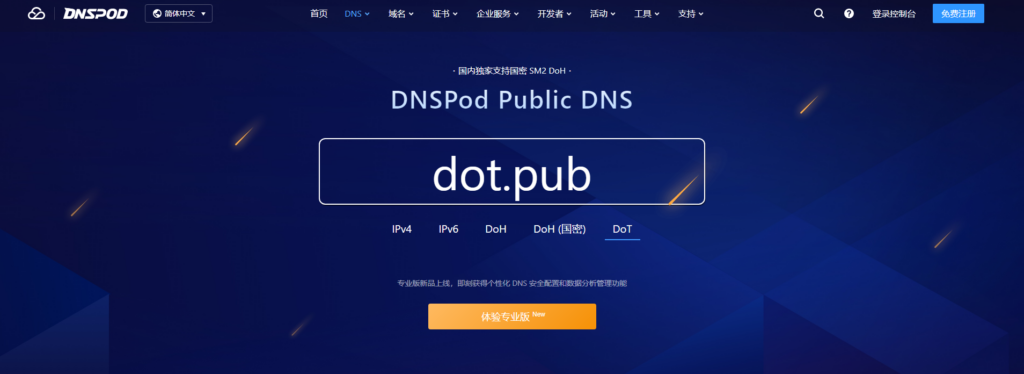 DNSPOD 简体中文 首页 DNS 域名 证书 企业服务 开发者 活动 工具 支持 登录控制台 免费注册
· 国内独家支持国密 SM2 DoH ·
DNSPod Public DNS
dot.pub
IPv4 IPv6 DoH DoH (国密) DoT
专业版新品上线，即刻获得个性化 DNS 安全配置和数据分析管理功能
体验专业版 New